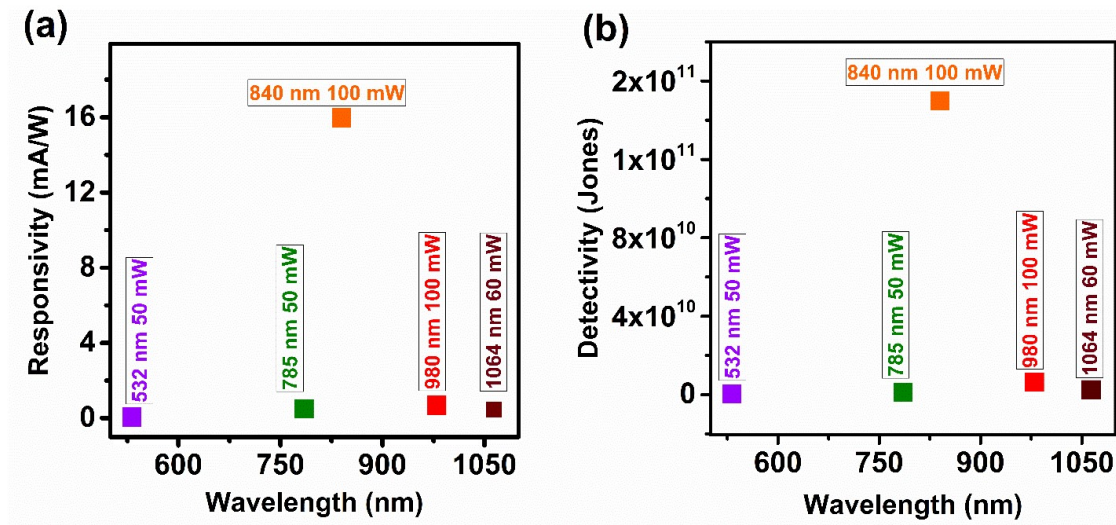 (a)
Responsivity (mA/W)
16
12
8
4
0
840 nm 100 mW
532 nm 50 mW
785 nm 50 mW
980 nm 100 mW
1064 nm 60 mW
600 750 900 1050
Wavelength (nm)
(b)
Detectivity (Jones)
2x10¹¹
1x10¹¹
8x10¹⁰
4x10¹⁰
0
840 nm 100 mW
532 nm 50 mW
785 nm 50 mW
980 nm 100 mW
1064 nm 60 mW
600 750 900 1050
Wavelength (nm)